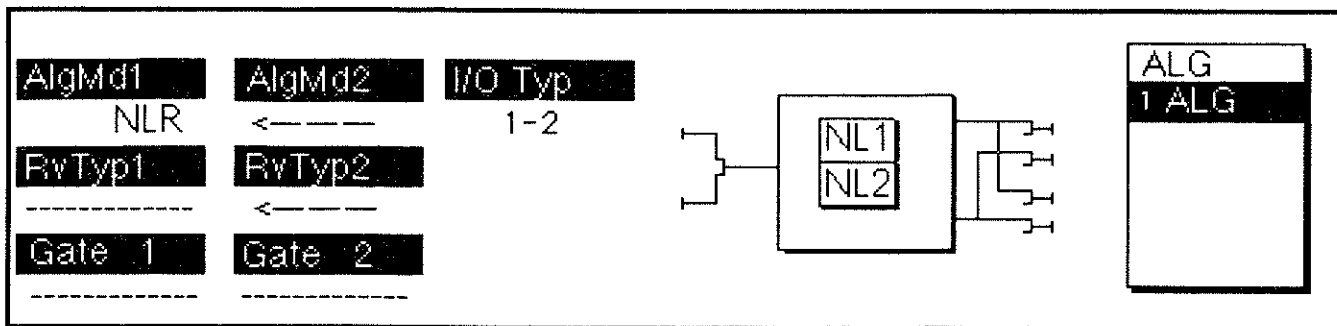 AlgMd1 AlgMd2 I/O Typ
NLR <----- 1-2
RvTyp1 RvTyp2
------------ <-----
Gate 1 Gate 2
------------ ------------
NL1
NL2
ALG
1 ALG